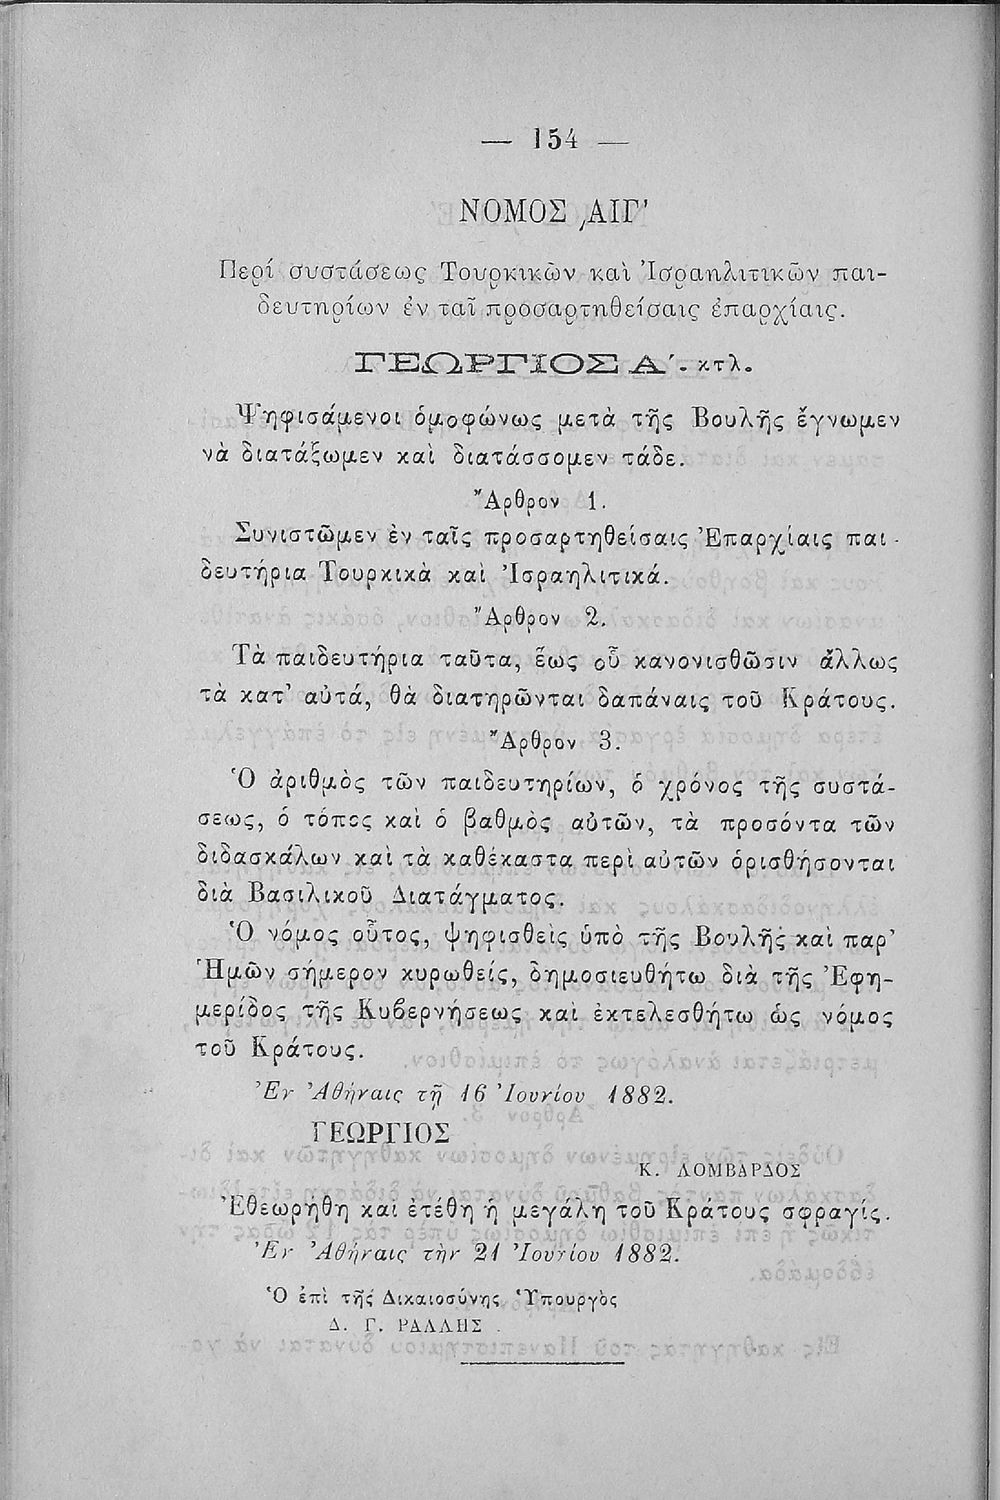 — 154 —
ΝΟΜΟΣ ͵ΑΙΓʹ
Περί συστάσεως Τουρκικῶν καὶ Ἰσραηλιτικῶν παι-
δευτηρίων ἐν ταῖ προσαρτηθείσαις ἐπαρχίαις.
ΓΕΩΡΓΙΟΣ Α΄. κτλ.
Ψηφισάμενοι ὁμοφώνως μετὰ τῆς Βουλῆς ἔγνωμεν
νὰ διατάξωμεν καὶ διατάσσομεν τάδε.
Ἄρθρον 1.
Συνιστῶμεν ἐν ταῖς προσαρτηθείσαις Ἐπαρχίαις παι-
δευτήρια Τουρκικὰ καὶ Ἰσραηλιτικά.
Ἄρθρον 2.
Τὰ παιδευτήρια ταῦτα, ἕως οὗ κανονισθῶσιν ἄλλως
τὰ κατ’ αὐτά, θὰ διατηρῶνται δαπάναις τοῦ Κράτους.
Ἄρθρον 3.
Ὁ ἀριθμὸς τῶν παιδευτηρίων, ὁ χρόνος τῆς συστά-
σεως, ὁ τόπος καὶ ὁ βαθμὸς αὐτῶν, τὰ προσόντα τῶν
διδασκάλων καὶ τὰ καθέκαστα περὶ αὐτῶν ὁρισθήσονται
διὰ Βασιλικοῦ Διατάγματος.
Ὁ νόμος οὗτος, ψηφισθεὶς ὑπὸ τῆς Βουλῆς καὶ παρ’
Ἡμῶν σήμερον κυρωθείς, δημοσιευθήτω διὰ τῆς Ἐφη-
μερίδος τῆς Κυβερνήσεως καὶ ἐκτελεσθήτω ὡς νόμος
τοῦ Κράτους.
Ἐν Ἀθήναις τῇ 16 Ἰουνίου 1882.
ΓΕΩΡΓΙΟΣ
Κ. ΛΟΜΒΑΡΔΟΣ
Ἐθεωρήθη καὶ ἐτέθη ἡ μεγάλη τοῦ Κράτους σφραγίς.
Ἐν Ἀθήναις τὴν 21 Ἰουνίου 1882.
Ὁ ἐπὶ τῆς Δικαιοσύνης Ὑπουργὸς
Δ. Γ. ΡΑΛΛΗΣ.